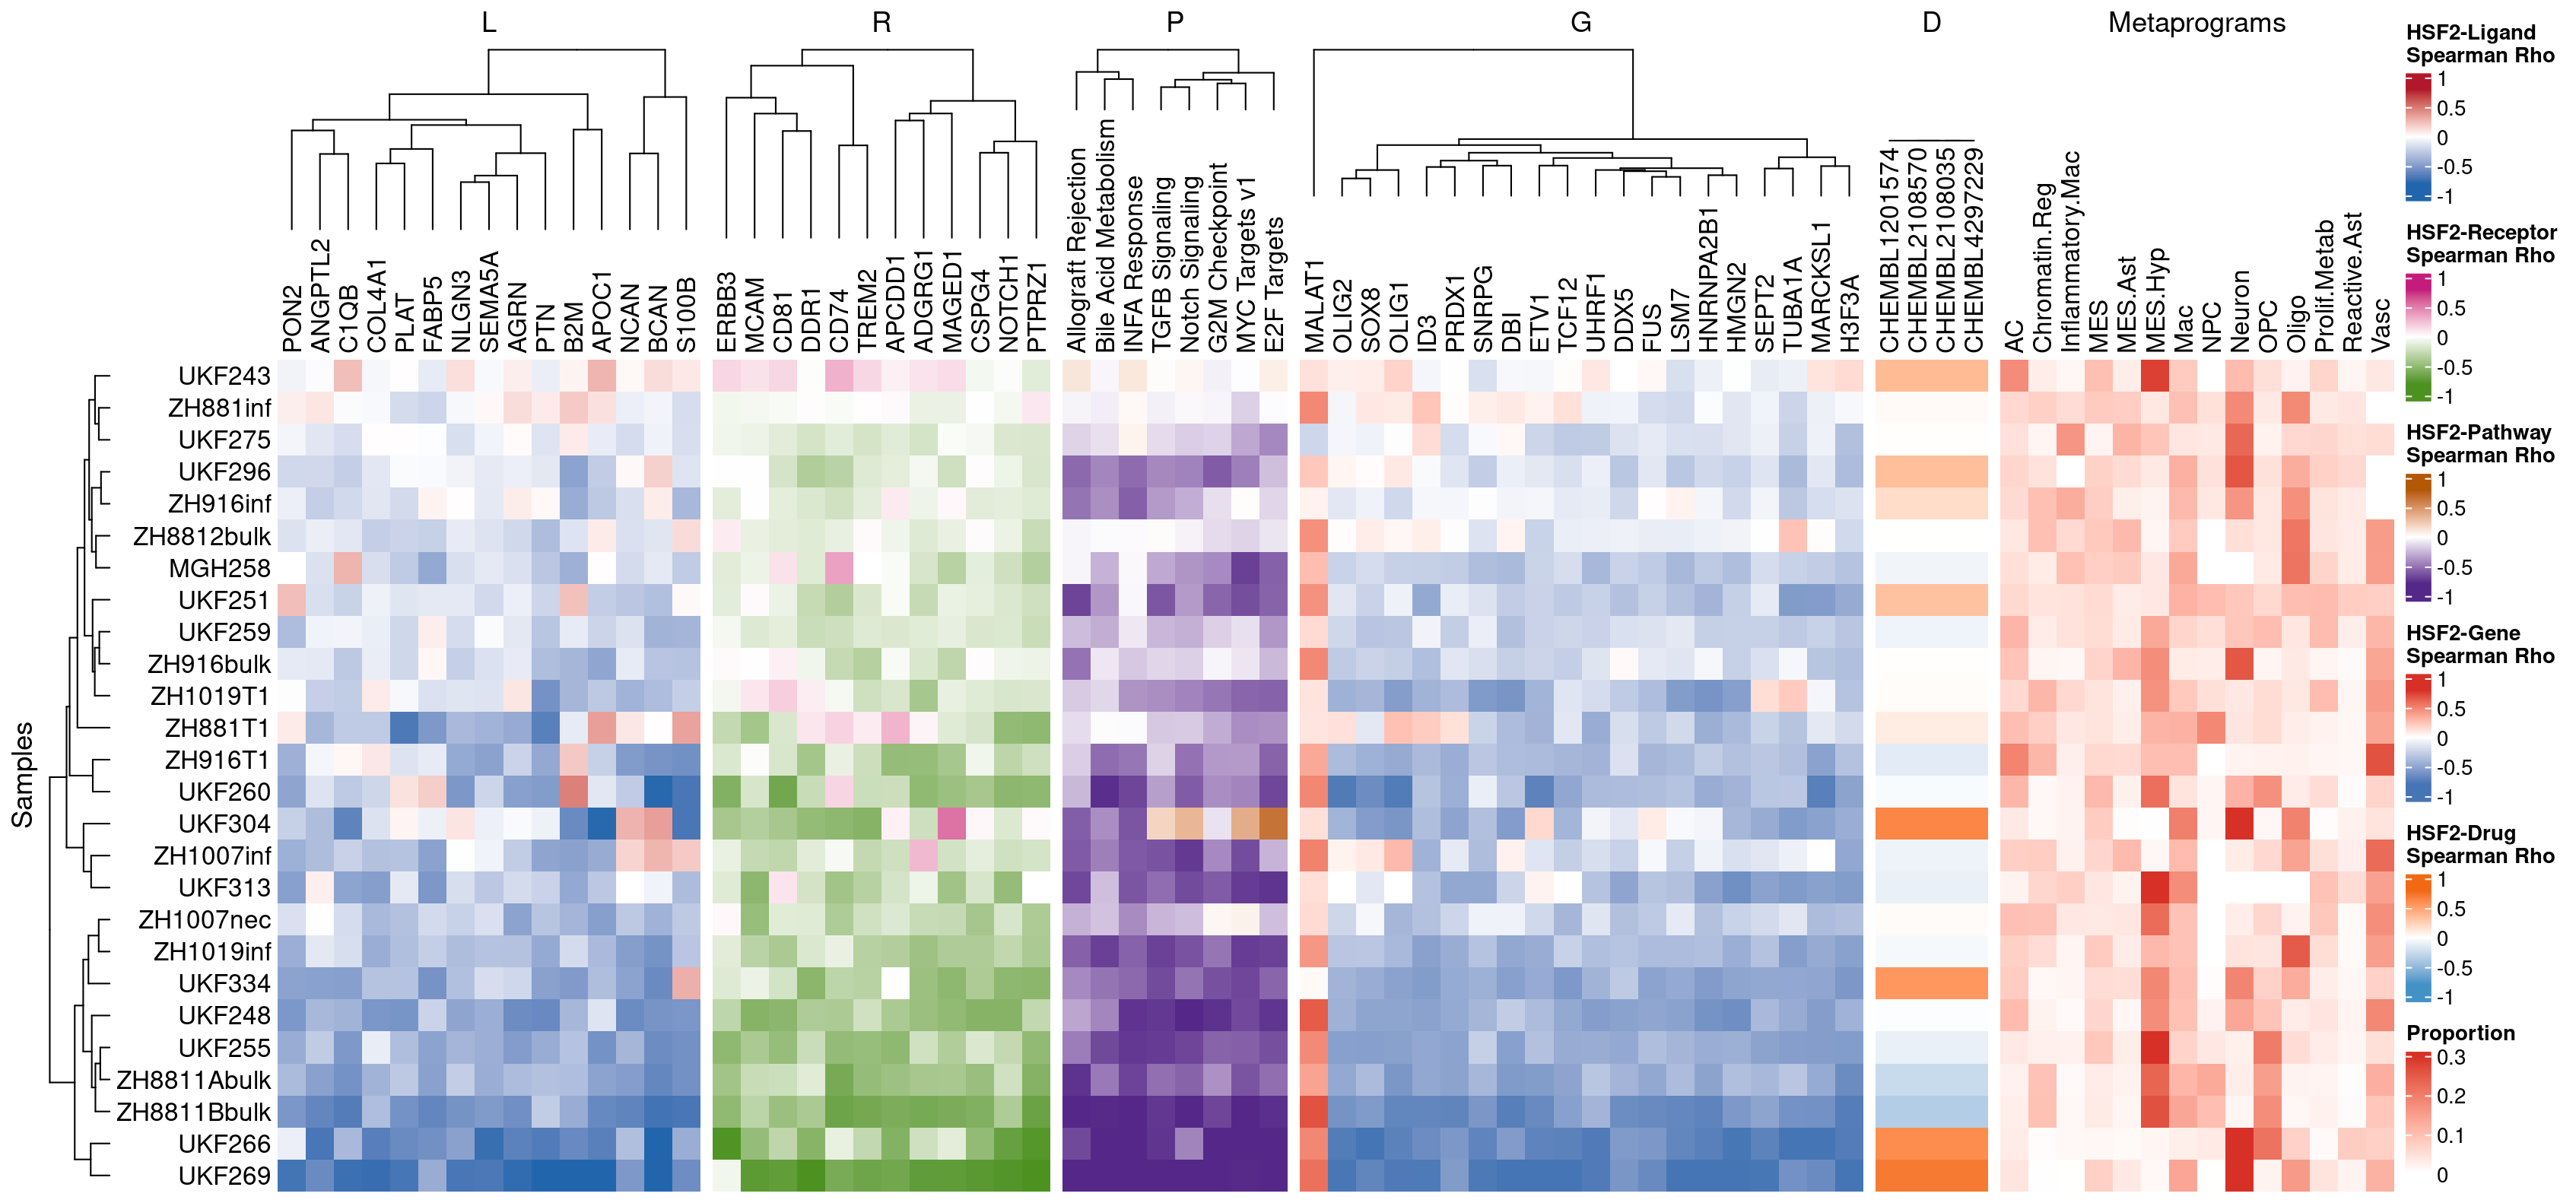 L R P G D Metaprograms
PON2
ANGPTL2
C1QB
COL4A1
PLAT
FABP5
NLGN3
SEMA5A
AGRN
PTN
B2M
APOC1
NCAN
BCAN
S100B
ERBB3
MCAM
CD81
DDR1
CD74
TREM2
APCDD1
ADGRG1
MAGED1
CSPG4
NOTCH1
PTPRZ1
Allograft Rejection
Bile Acid Metabolism
INFA Response
TGFB Signaling
Notch Signaling
G2M Checkpoint
MYC Targets v1
E2F Targets
MALAT1
OLIG2
SOX8
OLIG1
ID3
PRDX1
SNRPG
DBI
ETV1
TCF12
UHRF1
DDX5
FUS
LSM7
HNRNPA2B1
HMGN2
SEPT2
TUBA1A
MARCKSL1
H3F3A
CHEMBL1201574
CHEMBL2108570
CHEMBL2108035
CHEMBL4297229
AC
Chromatin.Reg
Inflammatory.Mac
MES
MES.Ast
MES.Hyp
Mac
NPC
Neuron
OPC
Oligo
Prolif.Metab
Reactive.Ast
Vasc
Samples
UKF243
ZH881inf
UKF275
UKF296
ZH916inf
ZH8812bulk
MGH258
UKF251
UKF259
ZH916bulk
ZH1019T1
ZH881T1
ZH916T1
UKF260
UKF304
ZH1007inf
UKF313
ZH1007nec
ZH1019inf
UKF334
UKF248
UKF255
ZH8811Abulk
ZH8811Bbulk
UKF266
UKF269
HSF2-Ligand
Spearman Rho
1
0.5
0
-0.5
-1
HSF2-Receptor
Spearman Rho
1
0.5
0
-0.5
-1
HSF2-Pathway
Spearman Rho
1
0.5
0
-0.5
-1
HSF2-Gene
Spearman Rho
1
0.5
0
-0.5
-1
HSF2-Drug
Spearman Rho
1
0.5
0
-0.5
-1
Proportion
0.3
0.2
0.1
0